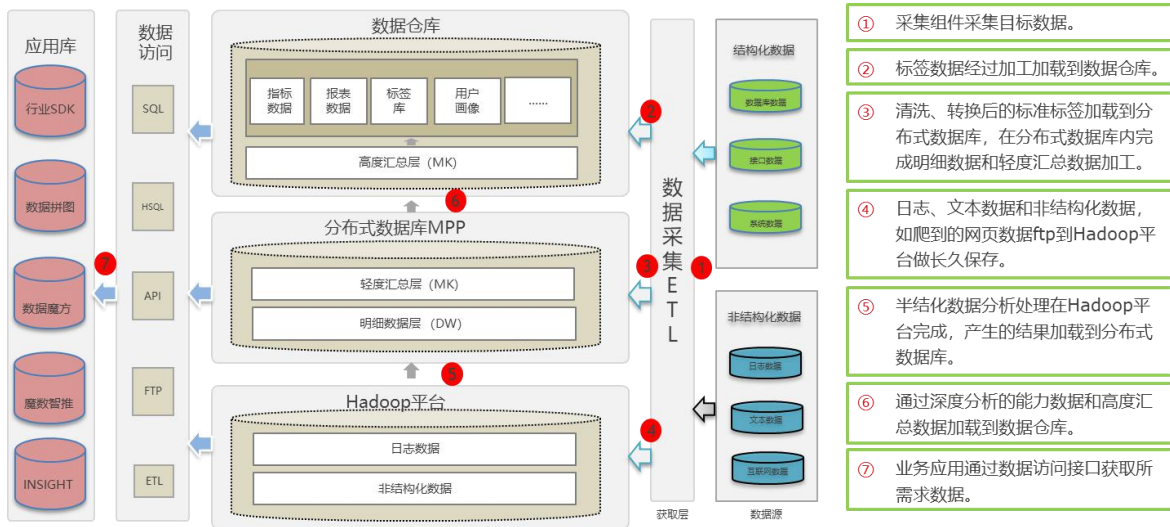 应用库
行业SDK
数据拼图
数据魔方
魔数智推
INSIGHT
⑦
数据
访问
SQL
HSQL
API
FTP
ETL
数据仓库
指标
数据
报表
数据
标签
库
用户
画像
......
高度汇总层（MK）
⑥
分布式数据库MPP
轻度汇总层（MK）
明细数据层（DW）
⑤
Hadoop平台
日志数据
非结构化数据
②
③
④
数
据
采
集
E
T
L
获取层
①
结构化数据
数据库数据
接口数据
系统数据
非结构化数据
日志数据
文本数据
互联网数据
数据源
① 采集组件采集目标数据。
② 标签数据经过加工加载到数据仓库。
③ 清洗、转换后的标准标签加载到分
布式数据库，在分布式数据库内完
成明细数据和轻度汇总数据加工。
④ 日志、文本数据和非结构化数据，
如爬到的网页数据ftp到Hadoop平
台做长久保存。
⑤ 半结化数据分析处理在Hadoop平
台完成，产生的结果加载到分布式
数据库。
⑥ 通过深度分析的能力数据和高度汇
总数据加载到数据仓库。
⑦ 业务应用通过数据访问接口获取所
需求数据。